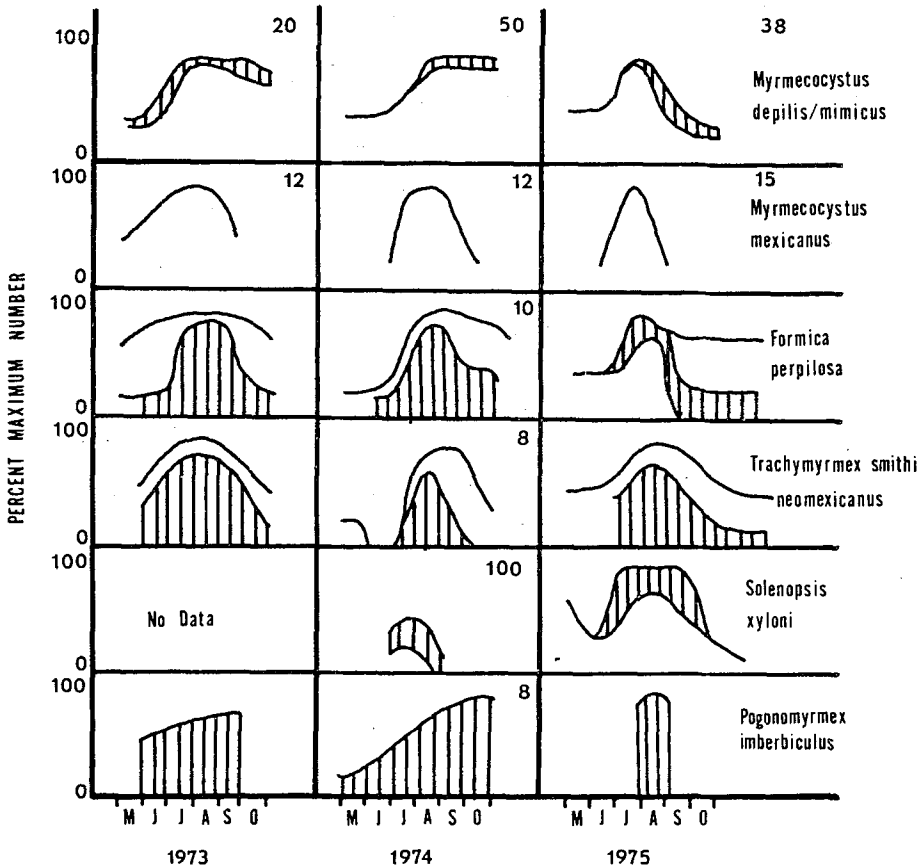 20
50
38
100
Myrmecocystus
depilis/mimicus
0
100
12
12
15
Myrmecocystus
mexicanus
0
PERCENT MAXIMUM NUMBER
100
10
Formica
perpilosa
0
100
8
Trachymyrmex smithi
neomexicanus
0
100
No Data
100
Solenopsis
xyloni
0
100
8
Pogonomyrmex
imberbiculus
0
M J J A S O
M J J A S O
M J J A S O
1973
1974
1975